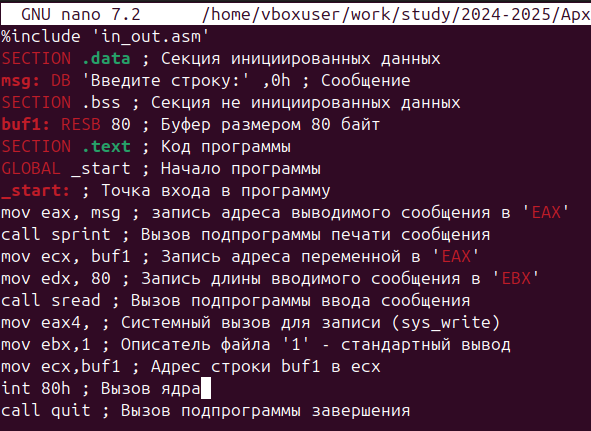 GNU nano 7.2 /home/vboxuser/work/study/2024-2025/Арх
%include 'in_out.asm'
SECTION .data ; Секция инициированных данных
msg: DB 'Введите строку:' ,0h ; Сообщение
SECTION .bss ; Секция не инициированных данных
buf1: RESB 80 ; Буфер размером 80 байт
SECTION .text ; Код программы
GLOBAL _start ; Начало программы
_start: ; Точка входа в программу
mov eax, msg ; запись адреса выводимого сообщения в 'EAX'
call sprint ; Вызов подпрограммы печати сообщения
mov ecx, buf1 ; Запись адреса переменной в 'EAX'
mov edx, 80 ; Запись длины вводимого сообщения в 'EBX'
call sread ; Вызов подпрограммы ввода сообщения
mov eax4, ; Системный вызов для записи (sys_write)
mov ebx,1 ; Описатель файла '1' - стандартный вывод
mov ecx,buf1 ; Адрес строки buf1 в ecx
int 80h ; Вызов ядра
call quit ; Вызов подпрограммы завершения